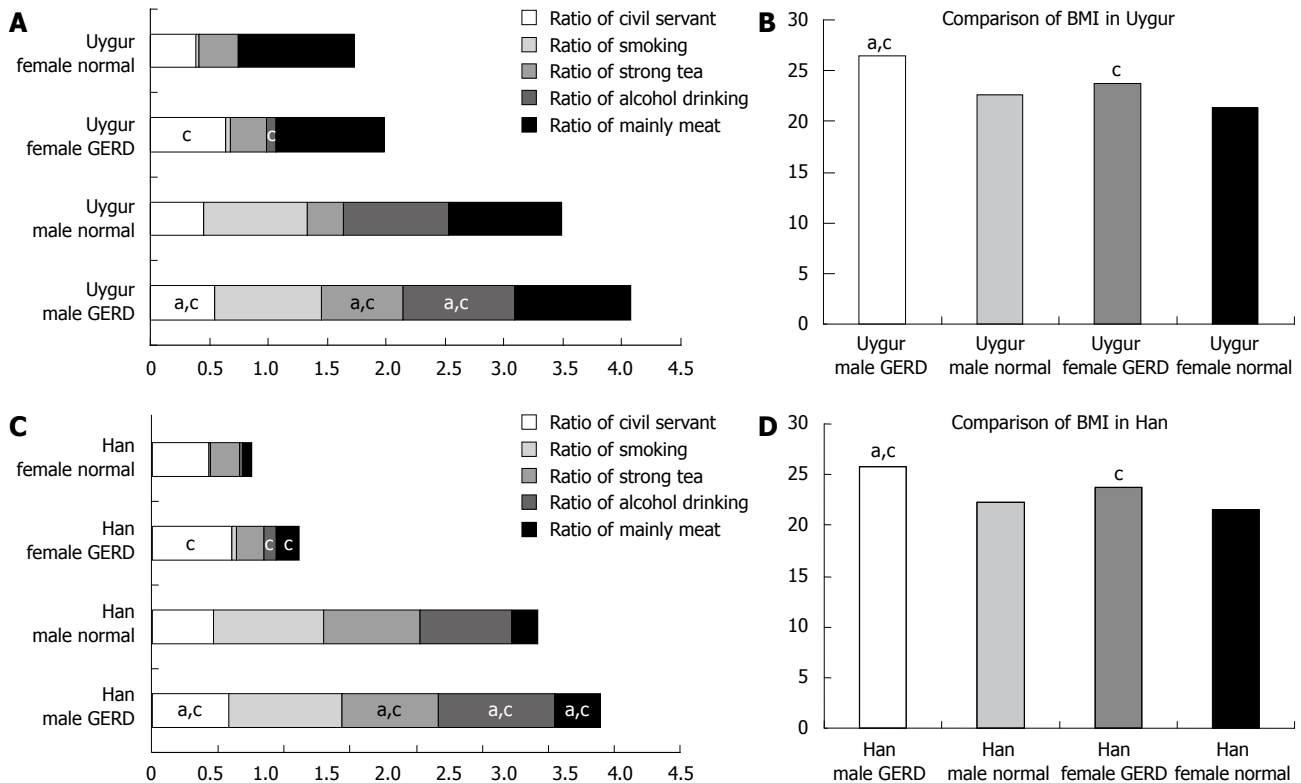 A
Uygur
female normal
Uygur
female GERD
Uygur
male normal
Uygur
male GERD
c
c
a,c
a,c
a,c
0 0.5 1.0 1.5 2.0 2.5 3.0 3.5 4.0 4.5
Ratio of civil servant
Ratio of smoking
Ratio of strong tea
Ratio of alcohol drinking
Ratio of mainly meat
B
Comparison of BMI in Uygur
30
25
20
15
10
5
0
a,c
c
Uygur
male GERD
Uygur
male normal
Uygur
female GERD
Uygur
female normal
C
Han
female normal
Han
female GERD
Han
male normal
Han
male GERD
c
c
c
a,c
a,c
a,c
a,c
0 0.5 1.0 1.5 2.0 2.5 3.0 3.5 4.5
Ratio of civil servant
Ratio of smoking
Ratio of strong tea
Ratio of alcohol drinking
Ratio of mainly meat
D
Comparison of BMI in Han
30
25
20
15
10
5
0
a,c
c
Han
male GERD
Han
male normal
Han
female GERD
Han
female normal